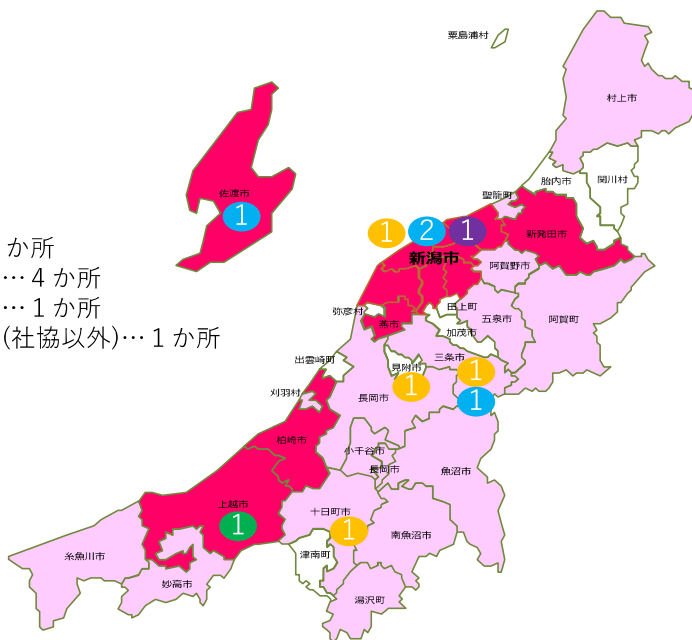 粟島浦村
村上市
関川村
胎内市
聖籠町
佐渡市
1
1
2
1
新発田市
新潟市
か所
…４か所
…１か所
(社協以外)…１か所
阿賀野市
弥彦村
田上町
五泉市
阿賀町
燕市
加茂市
出雲崎町
見附市
三条市
1
1
1
刈羽村
長岡市
柏崎市
小千谷市
長岡市
魚沼市
上越市
1
十日町市
1
南魚沼市
津南町
糸魚川市
妙高市
湯沢町